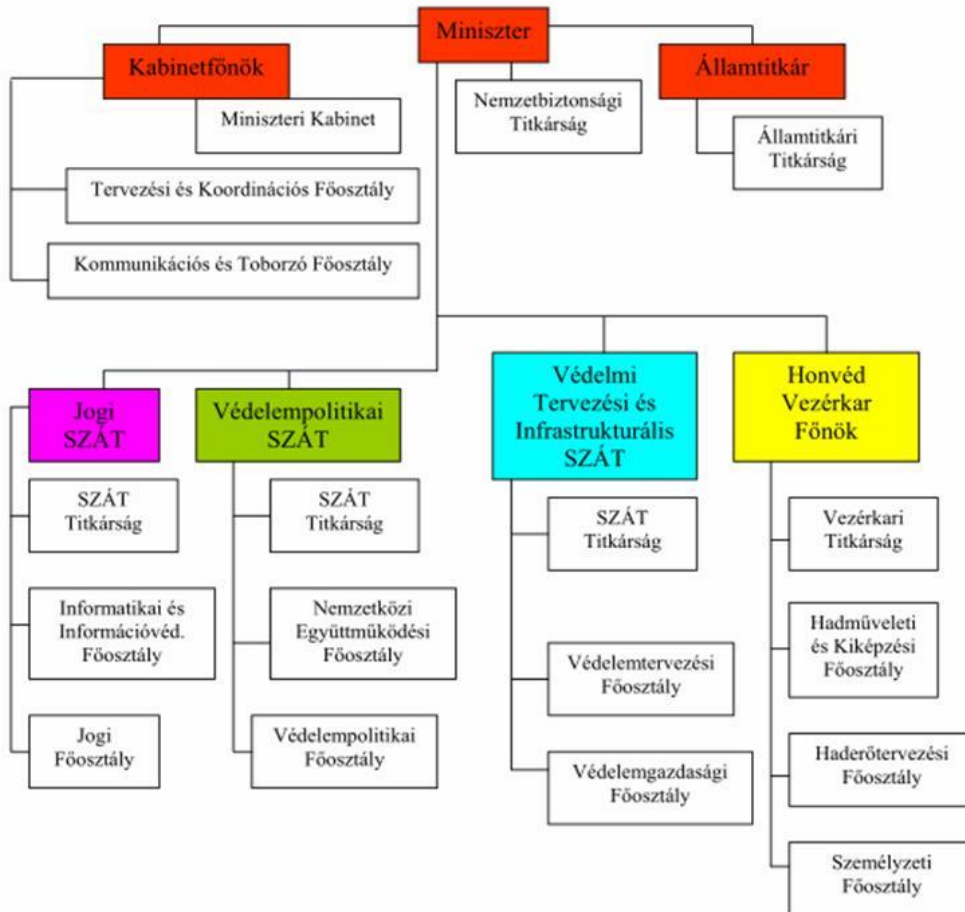 Miniszter
Kabinetfőnök
Államtitkár
Miniszteri Kabinet
Nemzetbiztonsági
Titkárság
Államtitkári
Titkárság
Tervezési és Koordinációs Főosztály
Kommunikációs és Toborzó Főosztály
Jogi
SZÁT
Védelempolitikai
SZÁT
Védelmi
Tervezési és
Infrastrukturális
SZÁT
Honvéd
Vezérkar
Főnök
SZÁT
Titkárság
Informatikai és
Információvéd.
Főosztály
Jogi
Főosztály
SZÁT
Titkárság
Nemzetközi
Együttműködési
Főosztály
Védelempolitikai
Főosztály
SZÁT
Titkárság
Védelemtervezési
Főosztály
Védelemgazdasági
Főosztály
Vezérkari
Titkárság
Hadműveleti
és Kiképzési
Főosztály
Haderőtervezési
Főosztály
Személyzeti
Főosztály